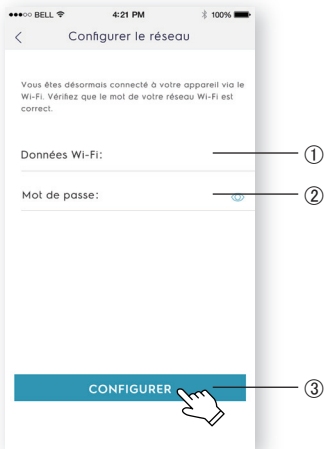 BELL 4:21 PM 100%
Configurer le réseau
Vous êtes désormais connecté à votre appareil via le
Wi-Fi. Vérifiez que le mot de votre réseau Wi-Fi est
correct.
Données Wi-Fi: ①
Mot de passe: ②
CONFIGURER ③